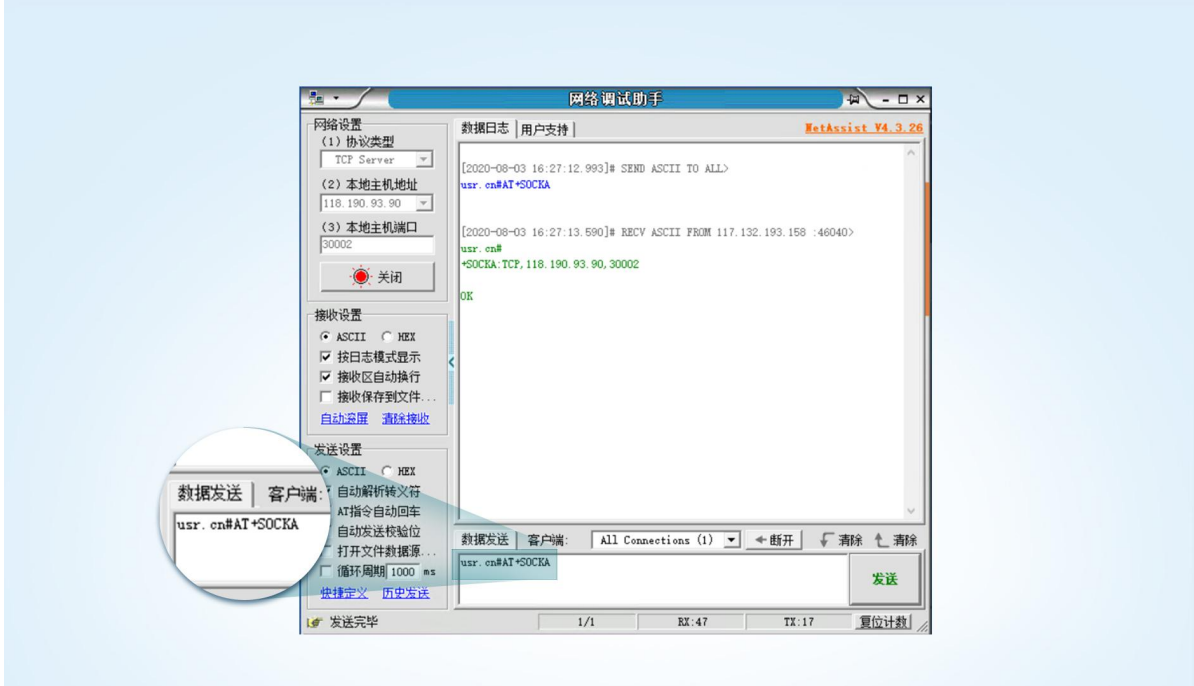 网络调试助手
网络设置
(1) 协议类型
TCP Server
(2) 本地主机地址
118.190.93.90
(3) 本地主机端口
30002
关闭
接收设置
ASCII HEX
按日志模式显示
接收区自动换行
接收保存到文件...
自动滚屏 清除接收
发送设置
ASCII HEX
自动解析转义符
AT指令自动回车
自动发送校验位
打开文件数据源...
循环周期 1000 ms
快捷定义 历史发送
数据日志 用户支持
NetAssist V4.3.26
[2020-08-03 16:27:12.993]# SEND ASCII TO ALL>
usr.cn#AT+SOCKA
[2020-08-03 16:27:13.590]# RECV ASCII FROM 117.132.193.158 :46040>
usr.cn#
+SOCKA:TCP,118.190.93.90,30002
OK
数据发送 客户端: All Connections (1) 断开 清除 清除
usr.cn#AT+SOCKA
发送
数据发送 客户端:
usr.cn#AT+SOCKA
发送完毕 1/1 RX:47 TX:17 复位计数